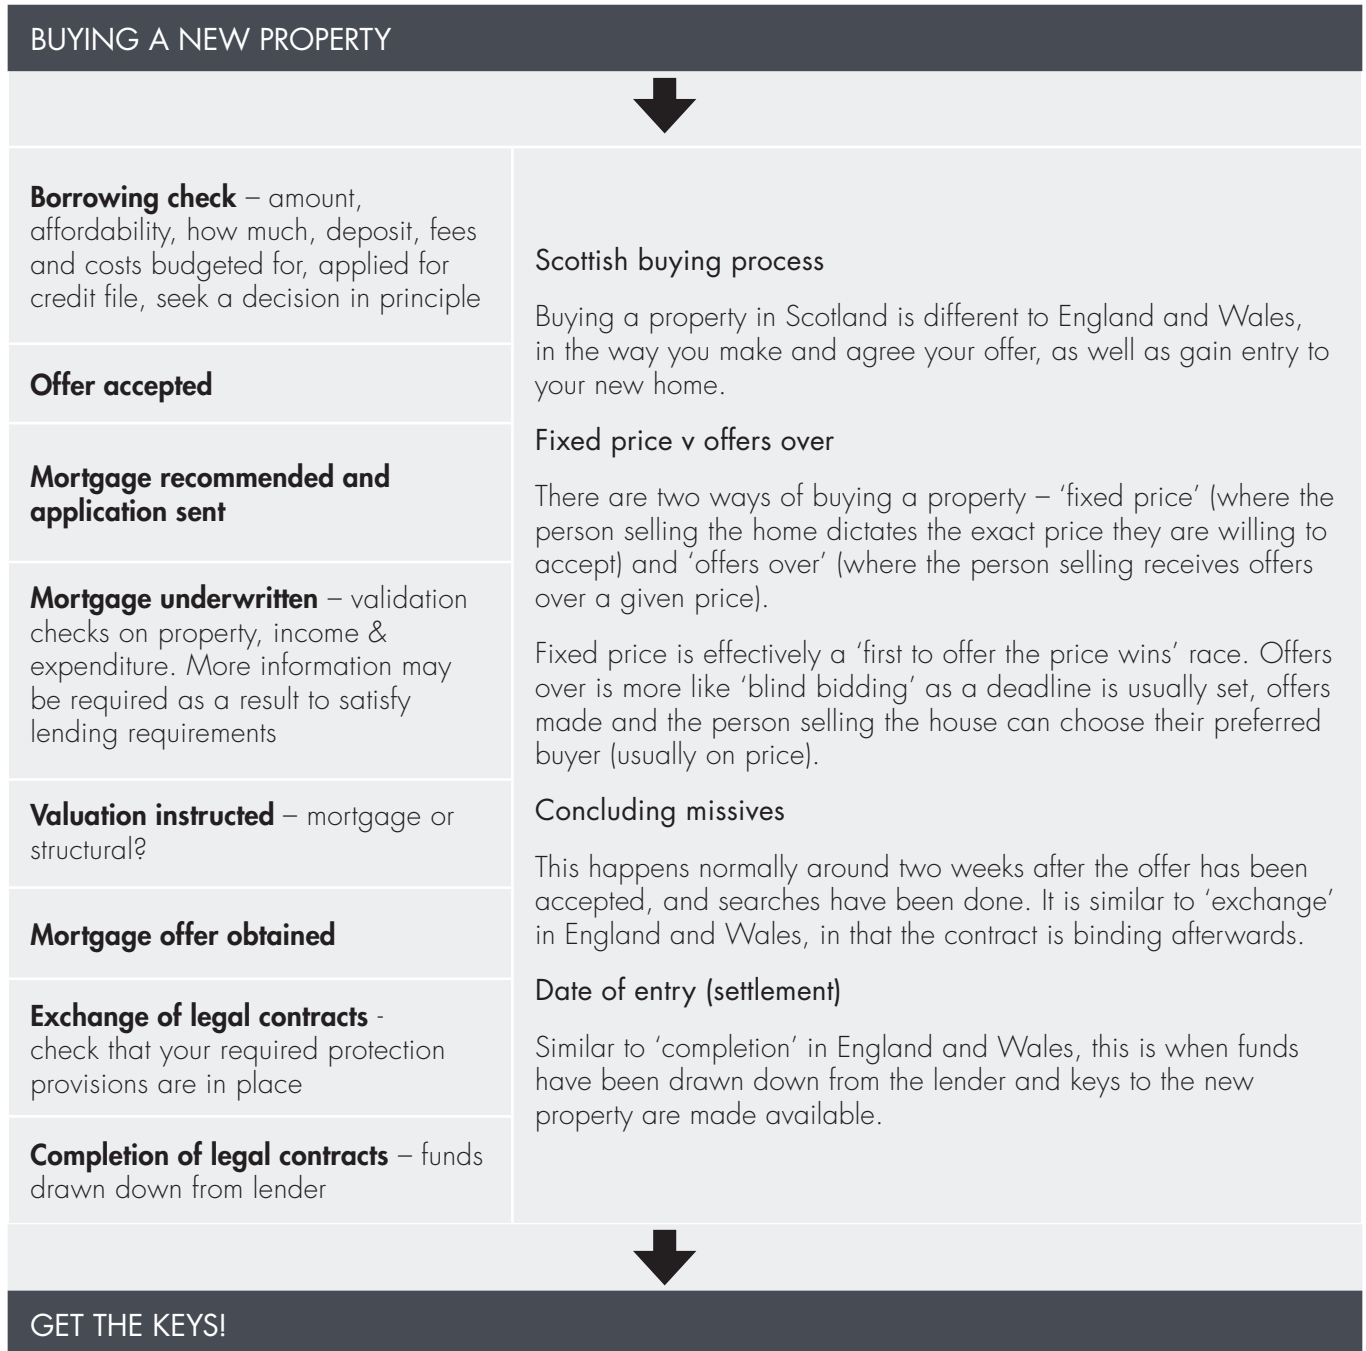 BUYING A NEW PROPERTY
Borrowing check – amount,
affordability, how much, deposit, fees
and costs budgeted for, applied for
credit file, seek a decision in principle
Offer accepted
Mortgage recommended and
application sent
Mortgage underwritten – validation
checks on property, income &
expenditure. More information may
be required as a result to satisfy
lending requirements
Valuation instructed – mortgage or
structural?
Mortgage offer obtained
Exchange of legal contracts -
check that your required protection
provisions are in place
Completion of legal contracts – funds
drawn down from lender
Scottish buying process
Buying a property in Scotland is different to England and Wales,
in the way you make and agree your offer, as well as gain entry to
your new home.
Fixed price v offers over
There are two ways of buying a property – ‘fixed price’ (where the
person selling the home dictates the exact price they are willing to
accept) and ‘offers over’ (where the person selling receives offers
over a given price).
Fixed price is effectively a ‘first to offer the price wins’ race. Offers
over is more like ‘blind bidding’ as a deadline is usually set, offers
made and the person selling the house can choose their preferred
buyer (usually on price).
Concluding missives
This happens normally around two weeks after the offer has been
accepted, and searches have been done. It is similar to ‘exchange’
in England and Wales, in that the contract is binding afterwards.
Date of entry (settlement)
Similar to ‘completion’ in England and Wales, this is when funds
have been drawn down from the lender and keys to the new
property are made available.
GET THE KEYS!